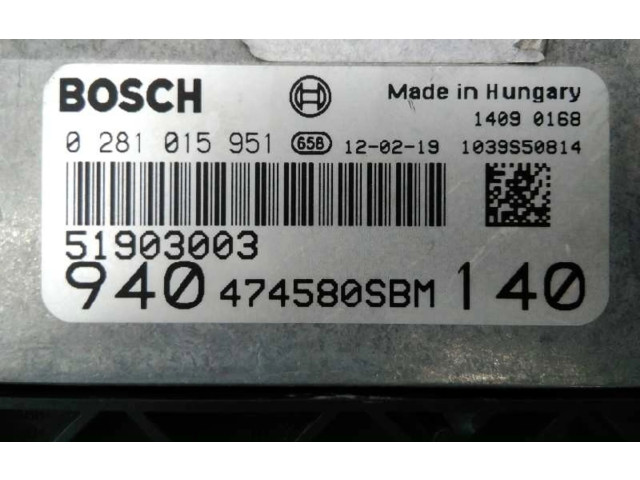 BOSCH Made in Hungary
1409 0168
0 281 015 951 658 12-02-19 1039S50814
51903003
940 474580SBM 140